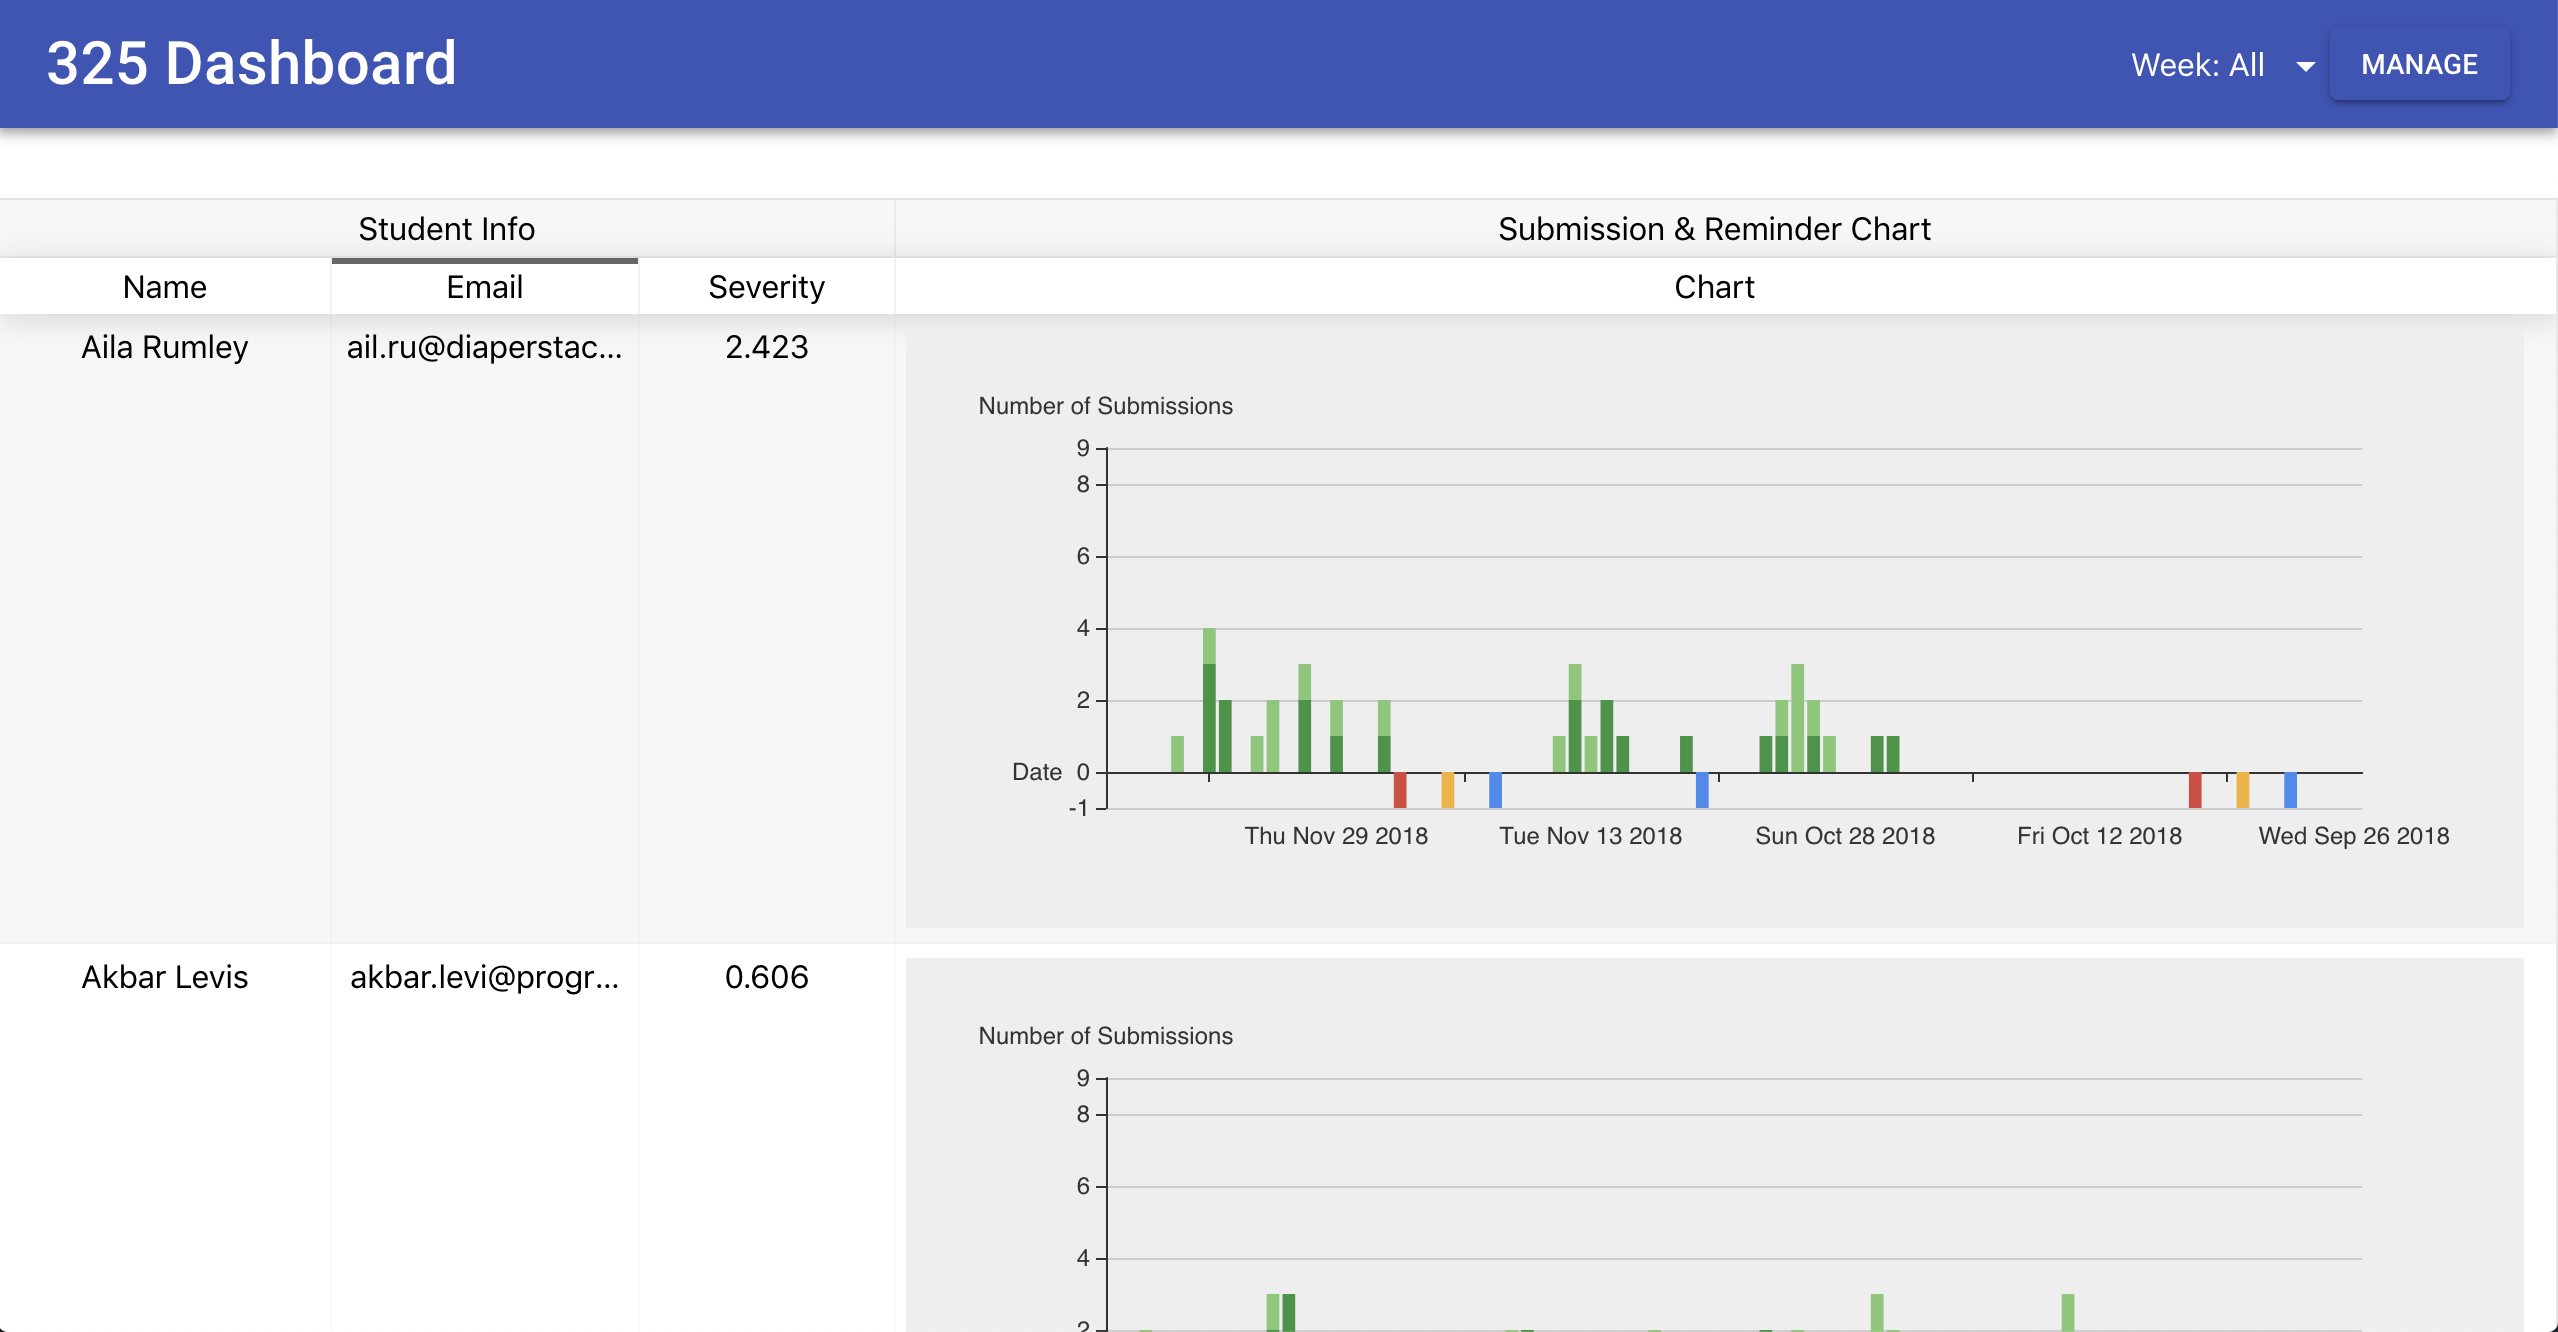 325 Dashboard
Week: All
MANAGE
Student Info
Submission & Reminder Chart
Name
Email
Severity
Chart
Aila Rumley
ail.ru@diaperstac...
2.423
Number of Submissions
9
8
6
4
2
Date 0
-1
Thu Nov 29 2018
Tue Nov 13 2018
Sun Oct 28 2018
Fri Oct 12 2018
Wed Sep 26 2018
Akbar Levis
akbar.levi@progr...
0.606
Number of Submissions
9
8
6
4
2